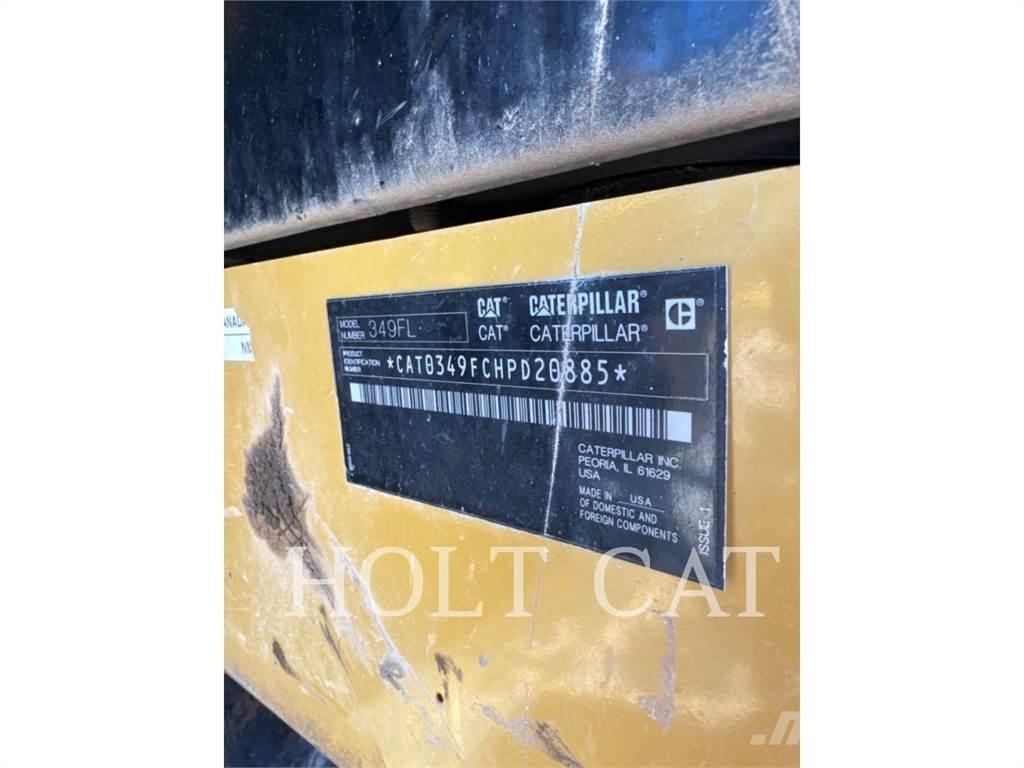 CAT® CATERPILLAR®
CAT® CATERPILLAR®
MODEL NUMBER 349FL
PRODUCT IDENTIFICATION NUMBER *CAT0349FCHPD20885*
CATERPILLAR INC.
PEORIA, IL 61629
USA
MADE IN USA
OF DOMESTIC AND
FOREIGN COMPONENTS
ISSUE 1
HOLT CAT